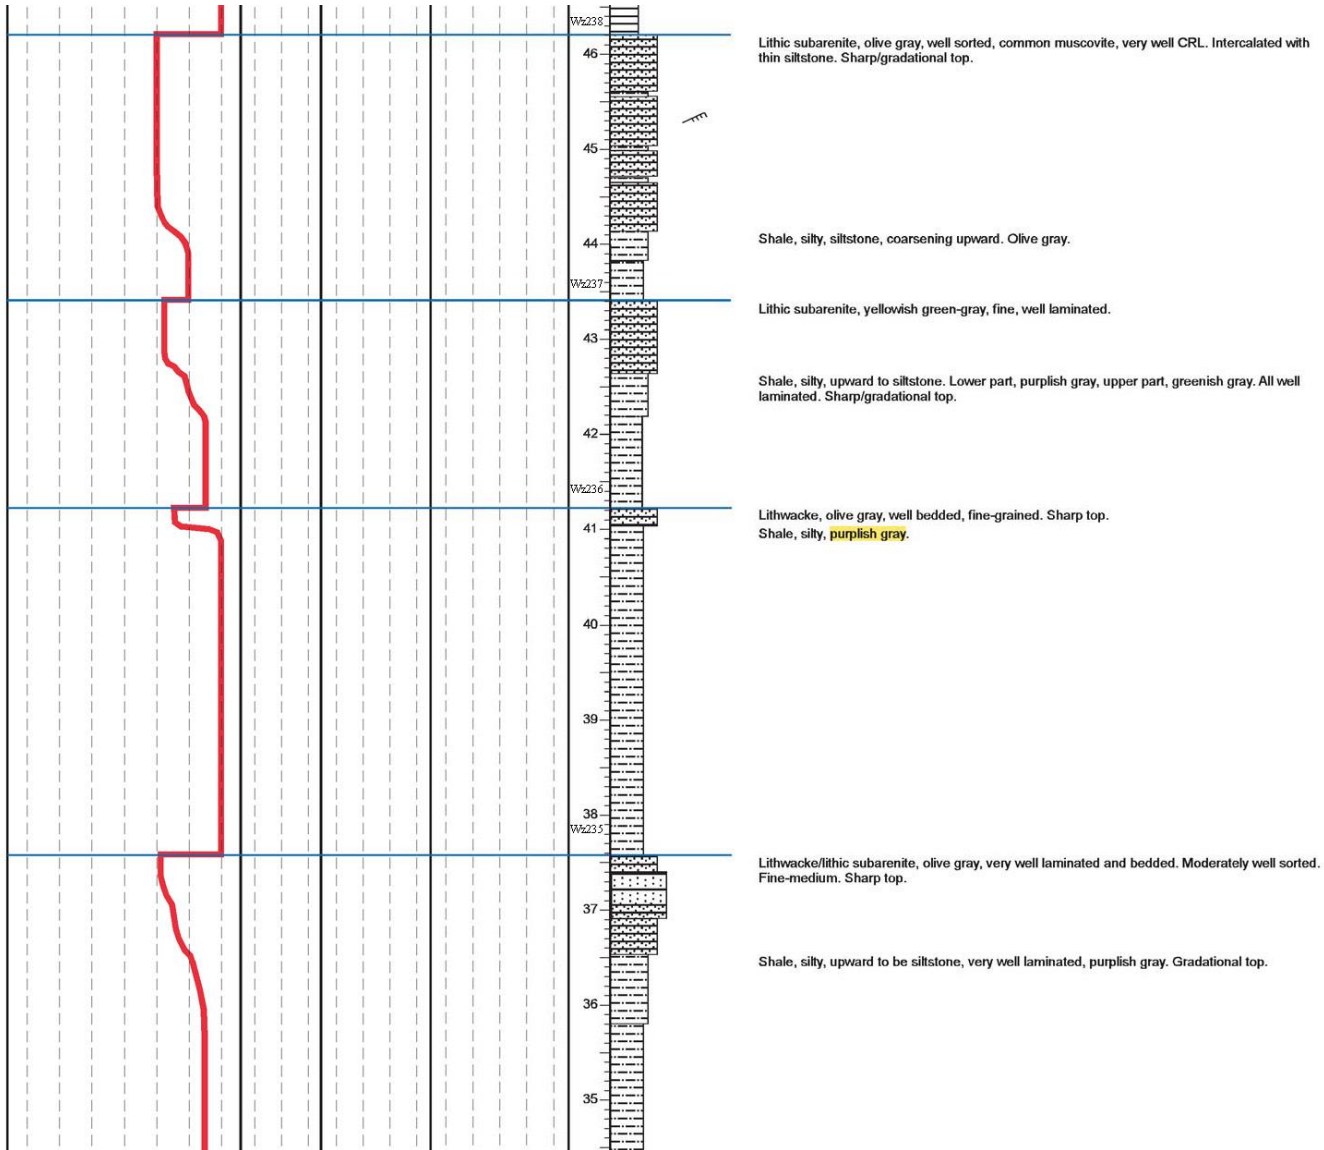 Wz238
46
Lithic subarenite, olive gray, well sorted, common muscovite, very well CRL. Intercalated with
thin siltstone. Sharp/gradational top.
45
44
Shale, silty, siltstone, coarsening upward. Olive gray.
Wz237
Lithic subarenite, yellowish green-gray, fine, well laminated.
43
Shale, silty, upward to siltstone. Lower part, purplish gray, upper part, greenish gray. All well
laminated. Sharp/gradational top.
42
Wz236
Lithwacke, olive gray, well bedded, fine-grained. Sharp top.
41
Shale, silty, purplish gray.
40
39
38
Wz235
Lithwacke/lithic subarenite, olive gray, very well laminated and bedded. Moderately well sorted.
Fine-medium. Sharp top.
37
Shale, silty, upward to be siltstone, very well laminated, purplish gray. Gradational top.
36
35